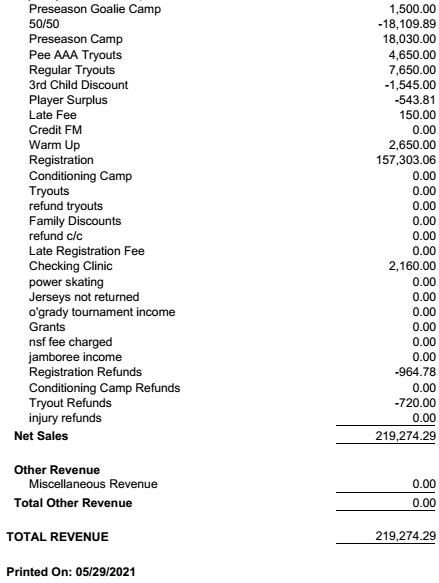 Preseason Goalie Camp 1,500.00
50/50 -18,109.89
Preseason Camp 18,030.00
Pee AAA Tryouts 4,650.00
Regular Tryouts 7,650.00
3rd Child Discount -1,545.00
Player Surplus -543.81
Late Fee 150.00
Credit FM 0.00
Warm Up 2,650.00
Registration 157,303.06
Conditioning Camp 0.00
Tryouts 0.00
refund tryouts 0.00
Family Discounts 0.00
refund c/c 0.00
Late Registration Fee 0.00
Checking Clinic 2,160.00
power skating 0.00
Jerseys not returned 0.00
o'grady tournament income 0.00
Grants 0.00
nsf fee charged 0.00
jamboree income 0.00
Registration Refunds -964.78
Conditioning Camp Refunds 0.00
Tryout Refunds -720.00
injury refunds 0.00
Net Sales 219,274.29
Other Revenue
Miscellaneous Revenue 0.00
Total Other Revenue 0.00
TOTAL REVENUE 219,274.29
Printed On: 05/29/2021